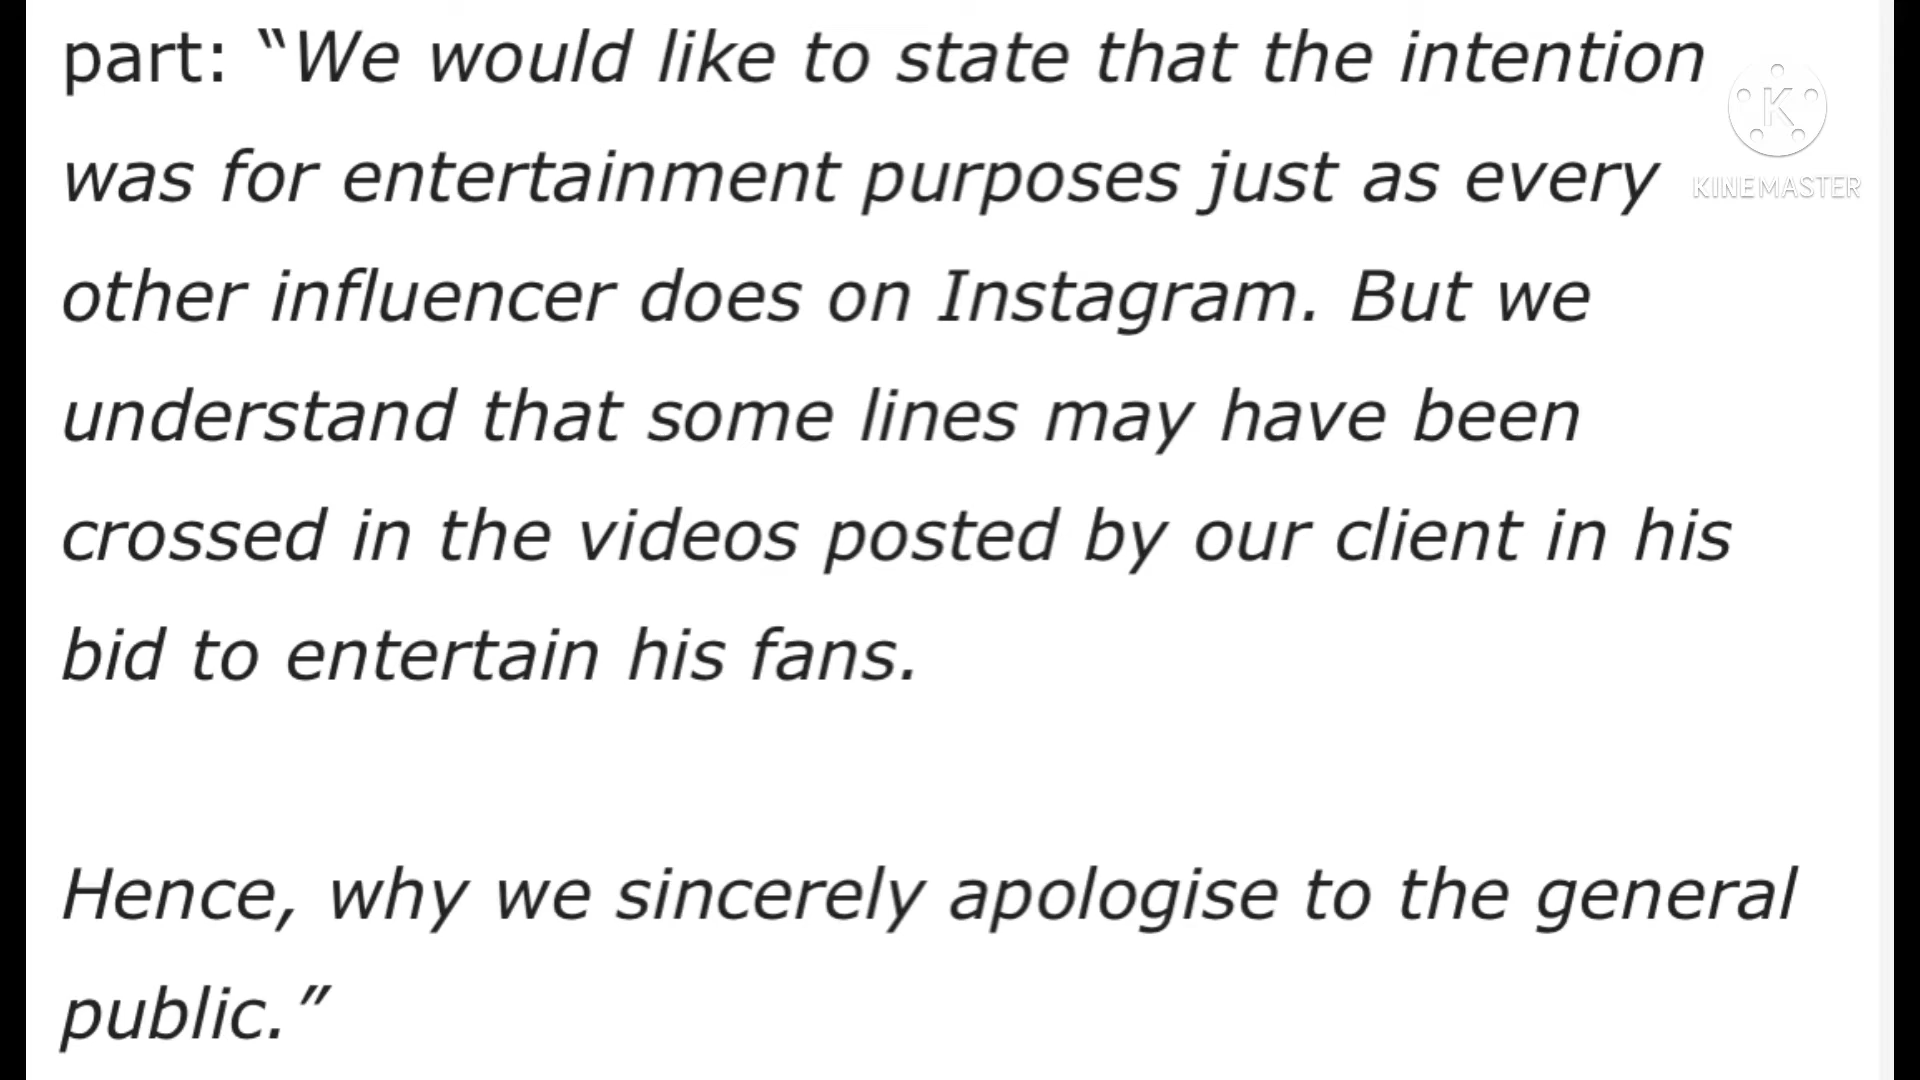 part: “We would like to state that the intention
was for entertainment purposes just as every
other influencer does on Instagram. But we
understand that some lines may have been
crossed in the videos posted by our client in his
bid to entertain his fans.
Hence, why we sincerely apologise to the general
public.”
K
KINEMASTER